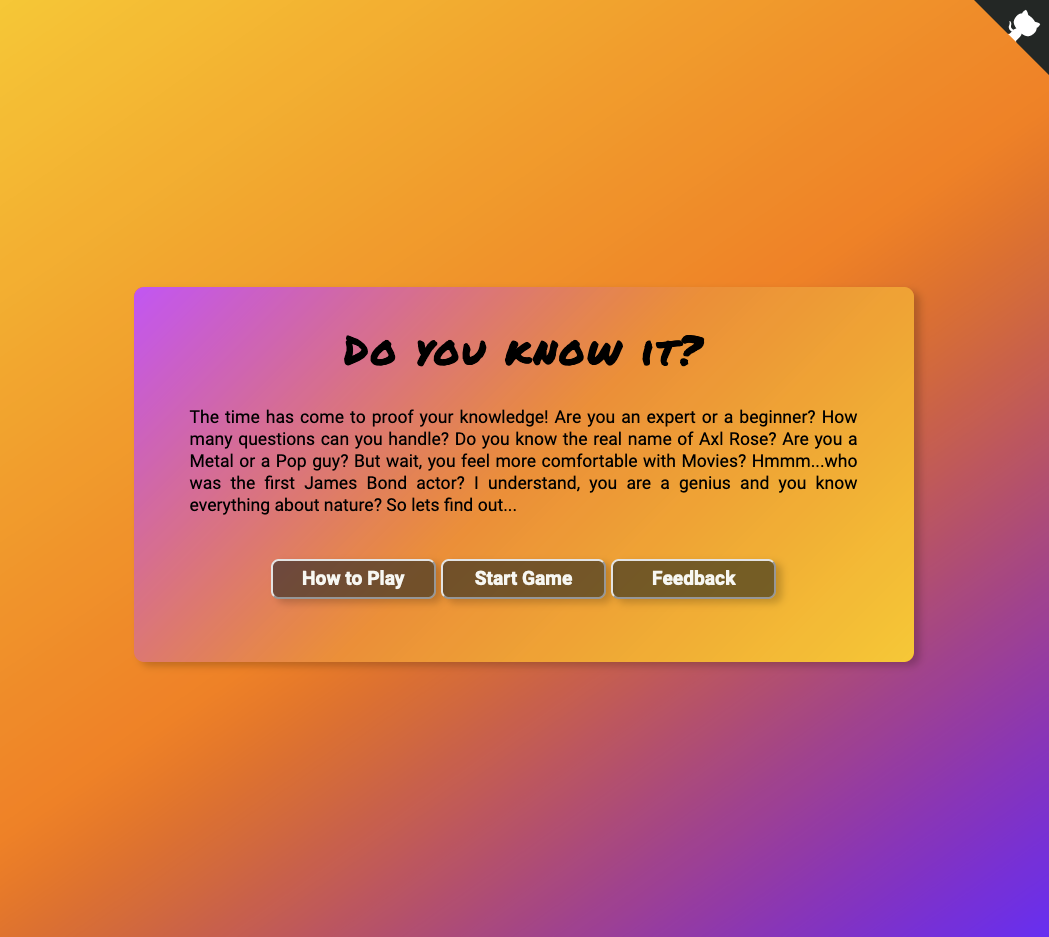 Do you know it?
The time has come to proof your knowledge! Are you an expert or a beginner? How
many questions can you handle? Do you know the real name of Axl Rose? Are you a
Metal or a Pop guy? But wait, you feel more comfortable with Movies? Hmmm...who
was the first James Bond actor? I understand, you are a genius and you know
everything about nature? So lets find out...
How to Play
Start Game
Feedback